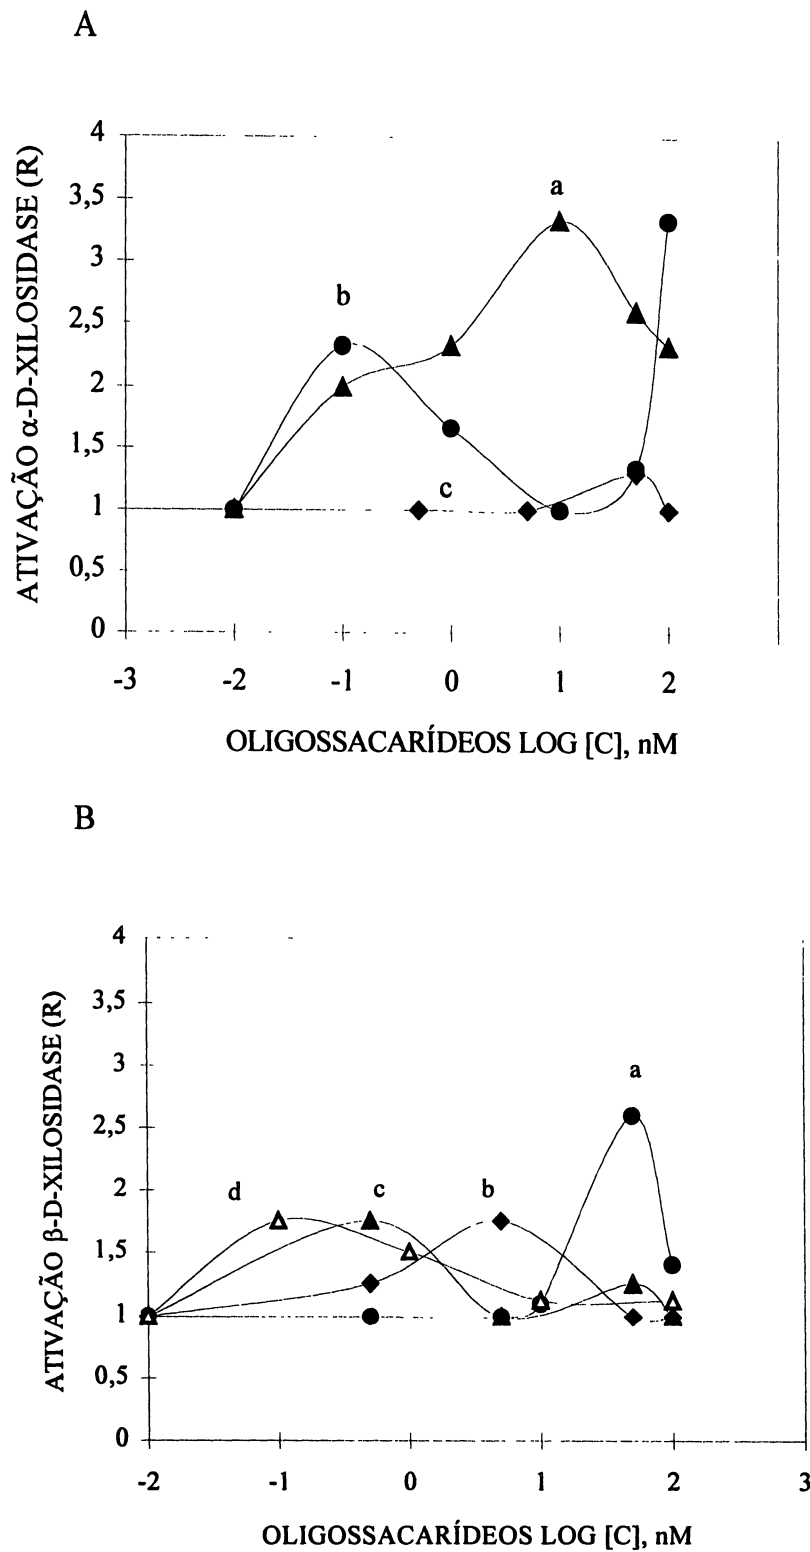 A
ATIVAÇÃO α-D-XILOSIDASE (R)
4
3,5
3
2,5
2
1,5
1
0,5
0
a
b
c
-3 -2 -1 0 1 2
OLIGOSSACARÍDEOS LOG [C], nM
B
ATIVAÇÃO β-D-XILOSIDASE (R)
4
3,5
3
2,5
2
1,5
1
0,5
0
a
d c b
-2 -1 0 1 2 3
OLIGOSSACARÍDEOS LOG [C], nM